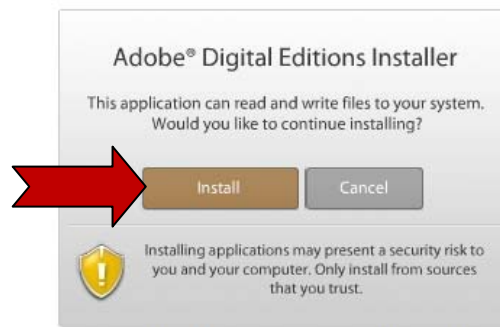 Adobe® Digital Editions Installer
This application can read and write files to your system.
Would you like to continue installing?
Install
Cancel
Installing applications may present a security risk to
you and your computer. Only install from sources
that you trust.